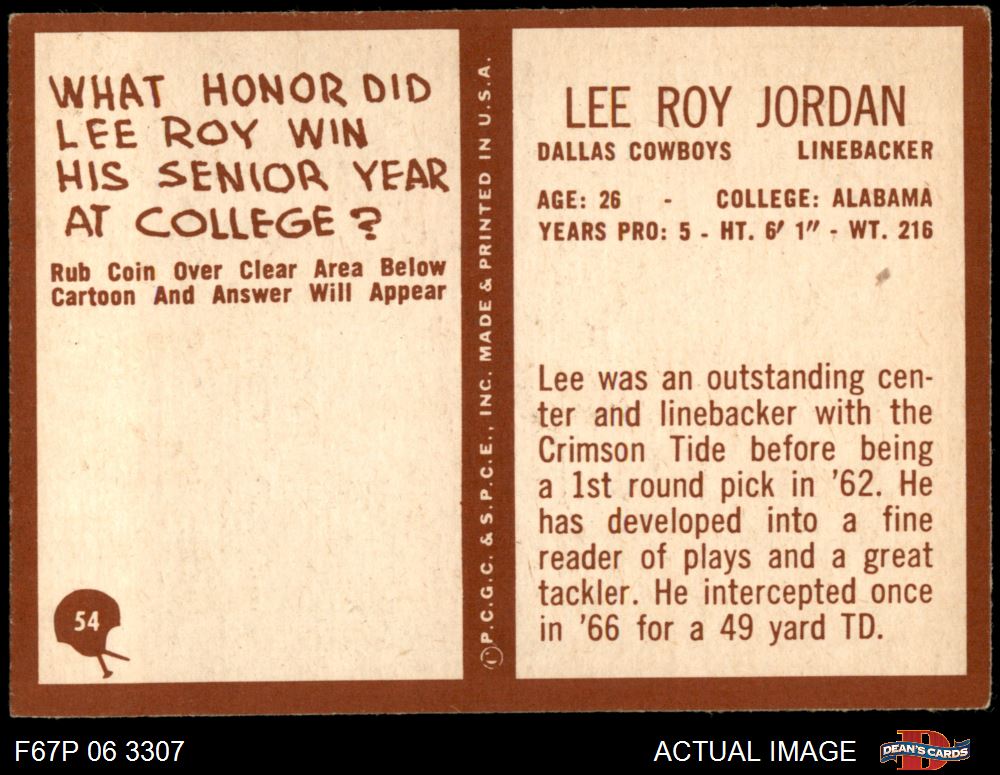 WHAT HONOR DID
LEE ROY WIN
HIS SENIOR YEAR
AT COLLEGE?
Rub Coin Over Clear Area Below
Cartoon And Answer Will Appear
54
©P.C.G.C. & S.P.C.E., INC. MADE & PRINTED IN U.S.A.
LEE ROY JORDAN
DALLAS COWBOYS LINEBACKER
AGE: 26 - COLLEGE: ALABAMA
YEARS PRO: 5 - HT. 6' 1" - WT. 216
Lee was an outstanding cen-
ter and linebacker with the
Crimson Tide before being
a 1st round pick in '62. He
has developed into a fine
reader of plays and a great
tackler. He intercepted once
in '66 for a 49 yard TD.
F67P 06 3307
ACTUAL IMAGE
DEAN'S CARDS